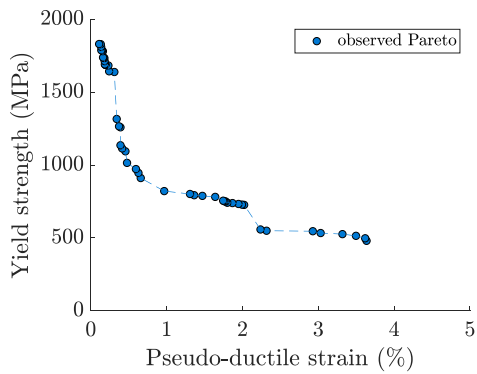 2000
observed Pareto
1500
1000
500
0
Yield strength (MPa)
0 1 2 3 4 5
Pseudo-ductile strain (%)